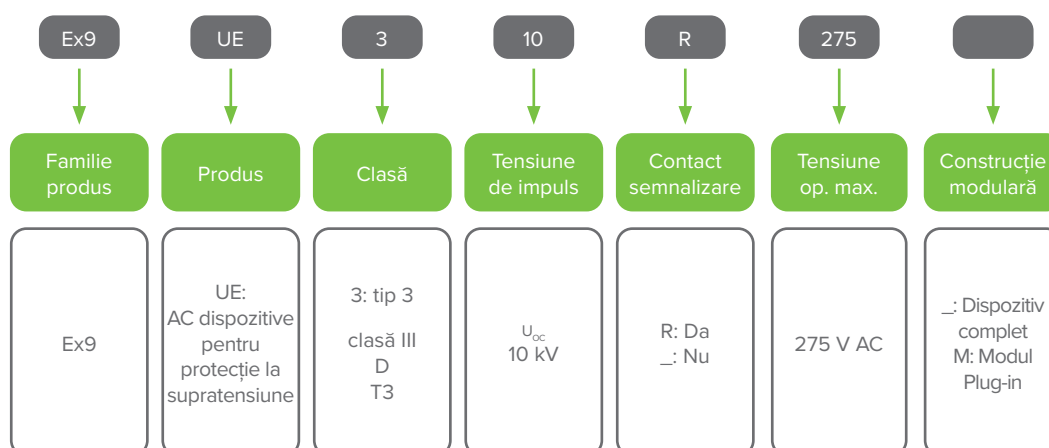 Ex9
UE
3
10
R
275
Familie
produs
Produs
Clasă
Tensiune
de impuls
Contact
semnalizare
Tensiune
op. max.
Construcție
modulară
Ex9
UE:
AC dispozitive
pentru
protecție la
supratensiune
3: tip 3
clasă III
D
T3
UOC
10 kV
R: Da
_: Nu
275 V AC
_: Dispozitiv
complet
M: Modul
Plug-in